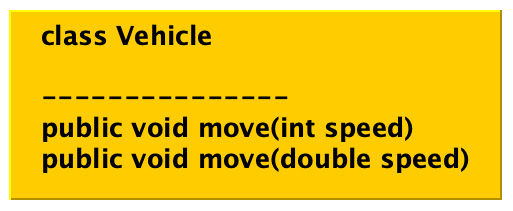 class Vehicle
---------------
public void move(int speed)
public void move(double speed)